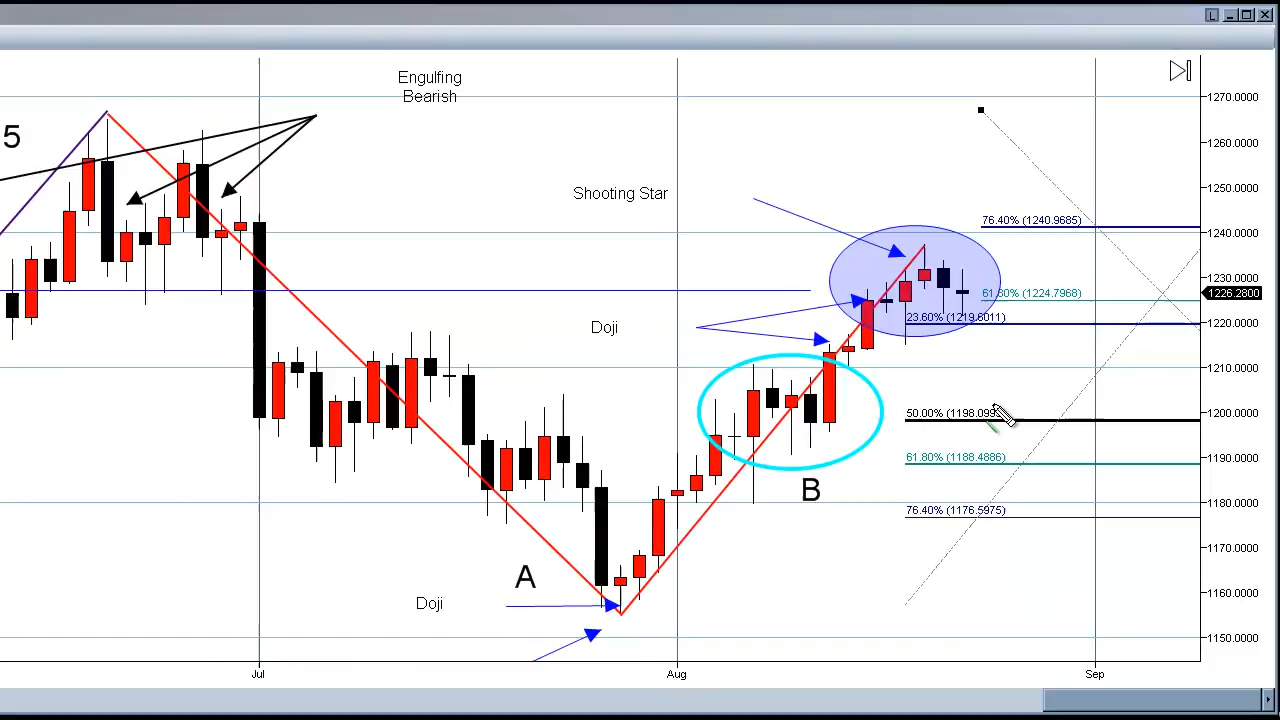 L
Engulfing
Bearish
5
1270.0000
1260.0000
1250.0000
Shooting Star
76.40% (1240.9685)
1240.0000
1230.0000
61.80% (1224.7968)
1226.2800
23.60% (1219.6011)
1220.0000
Doji
1210.0000
50.00% (1198.099
1200.0000
61.80% (1188.4886)
1190.0000
B
1180.0000
76.40% (1176.5975)
1170.0000
A
1160.0000
Doji
1150.0000
Jul
Aug
Sep